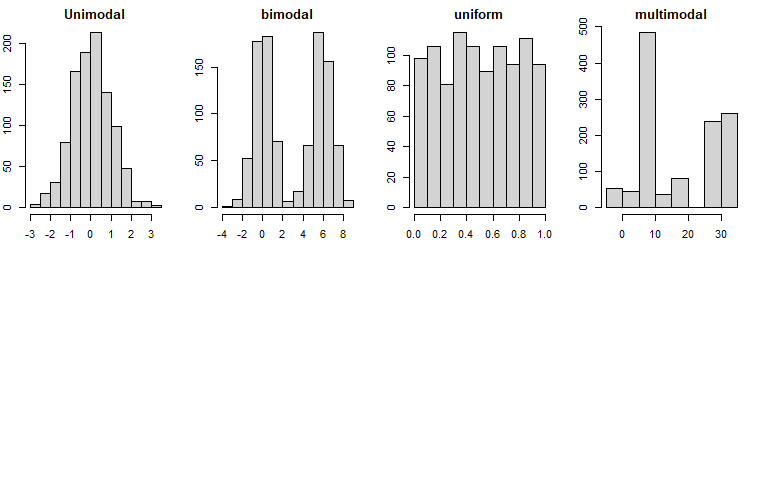 Unimodal
0 50 100 150 200
-3 -2 -1 0 1 2 3
bimodal
0 50 100 150
-4 -2 0 2 4 6 8
uniform
0 20 40 60 80 100
0.0 0.2 0.4 0.6 0.8 1.0
multimodal
0 100 200 300 400 500
0 10 20 30